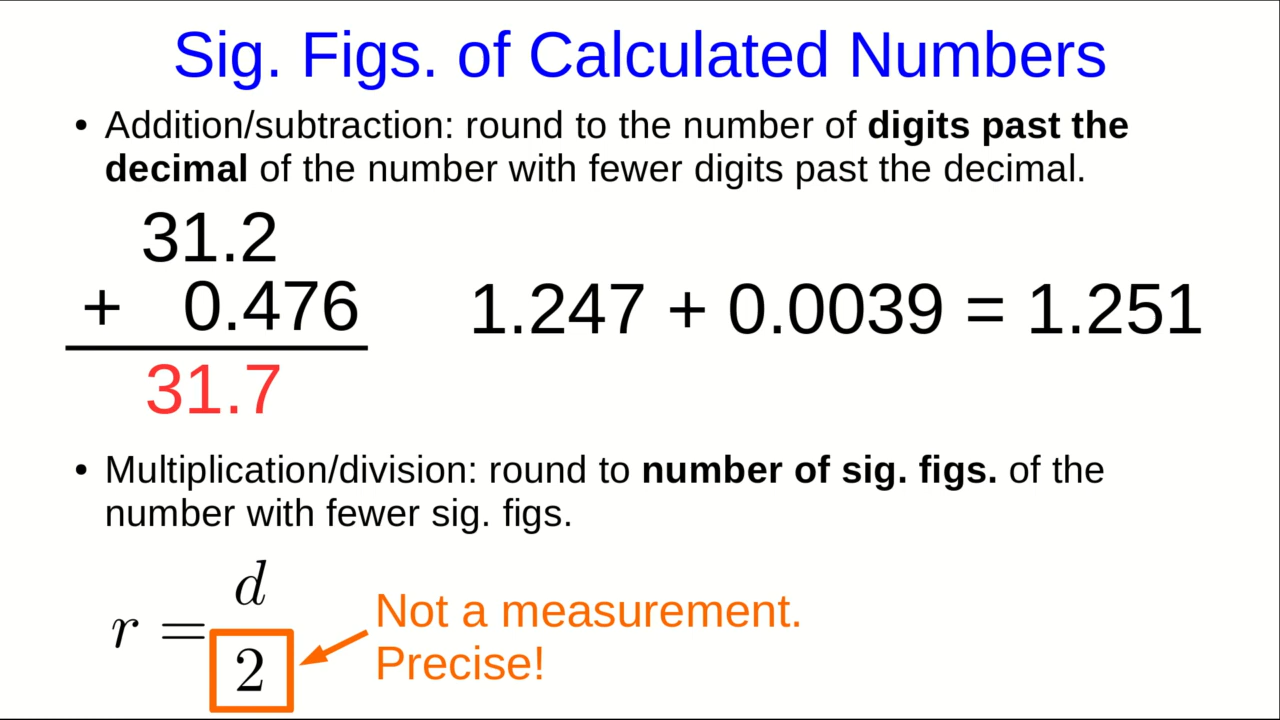 Sig. Figs. of Calculated Numbers
• Addition/subtraction: round to the number of digits past the
decimal of the number with fewer digits past the decimal.
31.2
+ 0.476
31.7
1.247 + 0.0039 = 1.251
• Multiplication/division: round to number of sig. figs. of the
number with fewer sig. figs.
r = d
2
Not a measurement.
Precise!